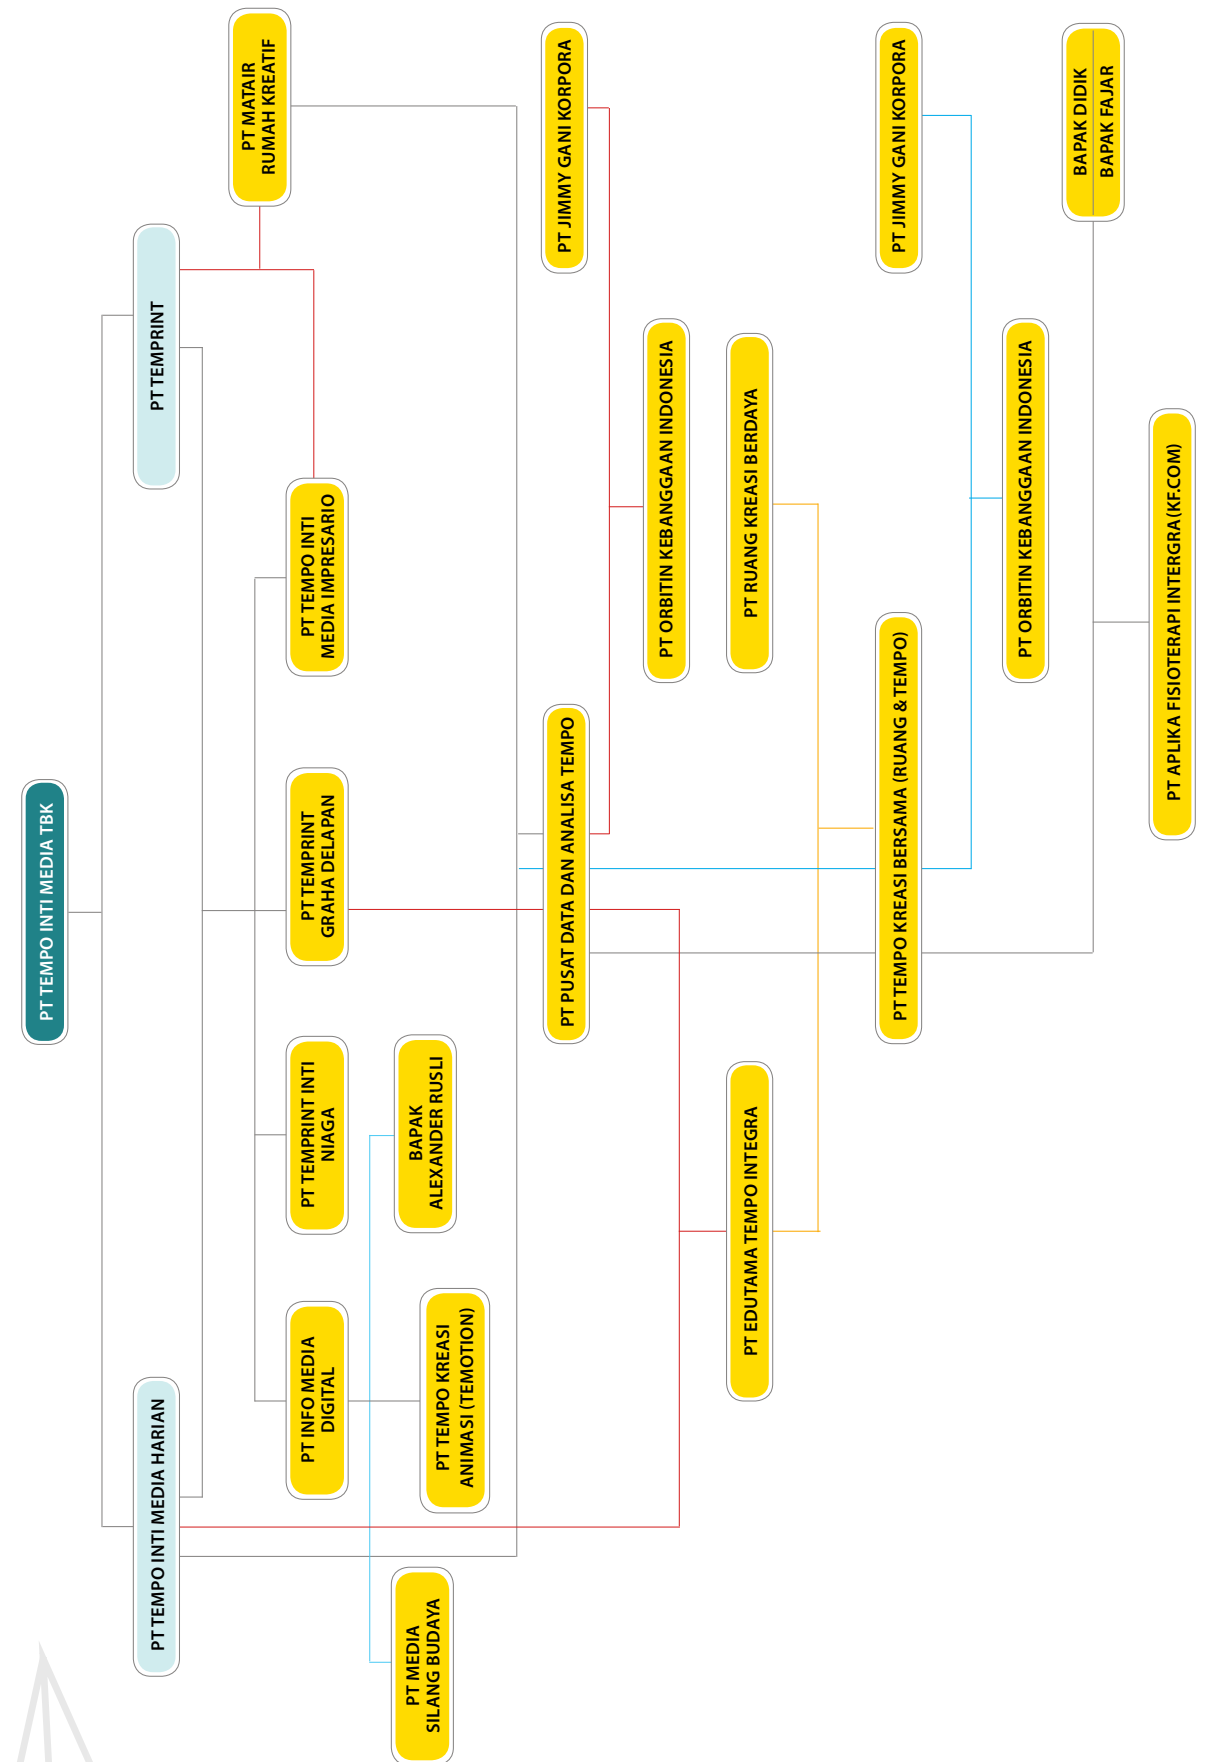 PT TEMPO INTI MEDIA TBK
PT TEMPO INTI MEDIA HARIAN
PT TEMPRINT
PT MATAIR
RUMAH KREATIF
PT INFO MEDIA
DIGITAL
PT TEMPRINT INTI
NIAGA
PT TEMPRINT
GRAHA DELAPAN
PT TEMPO INTI
MEDIA IMPRESARIO
PT MEDIA
SILANG BUDAYA
PT TEMPO KREASI
ANIMASI (TEMOTION)
BAPAK
ALEXANDER RUSLI
PT PUSAT DATA DAN ANALISA TEMPO
PT JIMMY GANI KORPORA
PT ORBITIN KEBANGGAAN INDONESIA
PT EDUTAMA TEMPO INTEGRA
PT RUANG KREASI BERDAYA
PT TEMPO KREASI BERSAMA (RUANG & TEMPO)
PT JIMMY GANI KORPORA
PT ORBITIN KEBANGGAAN INDONESIA
BAPAK DIDIK
BAPAK FAJAR
PT APLIKA FISIOTERAPI INTERGRA(KF.COM)